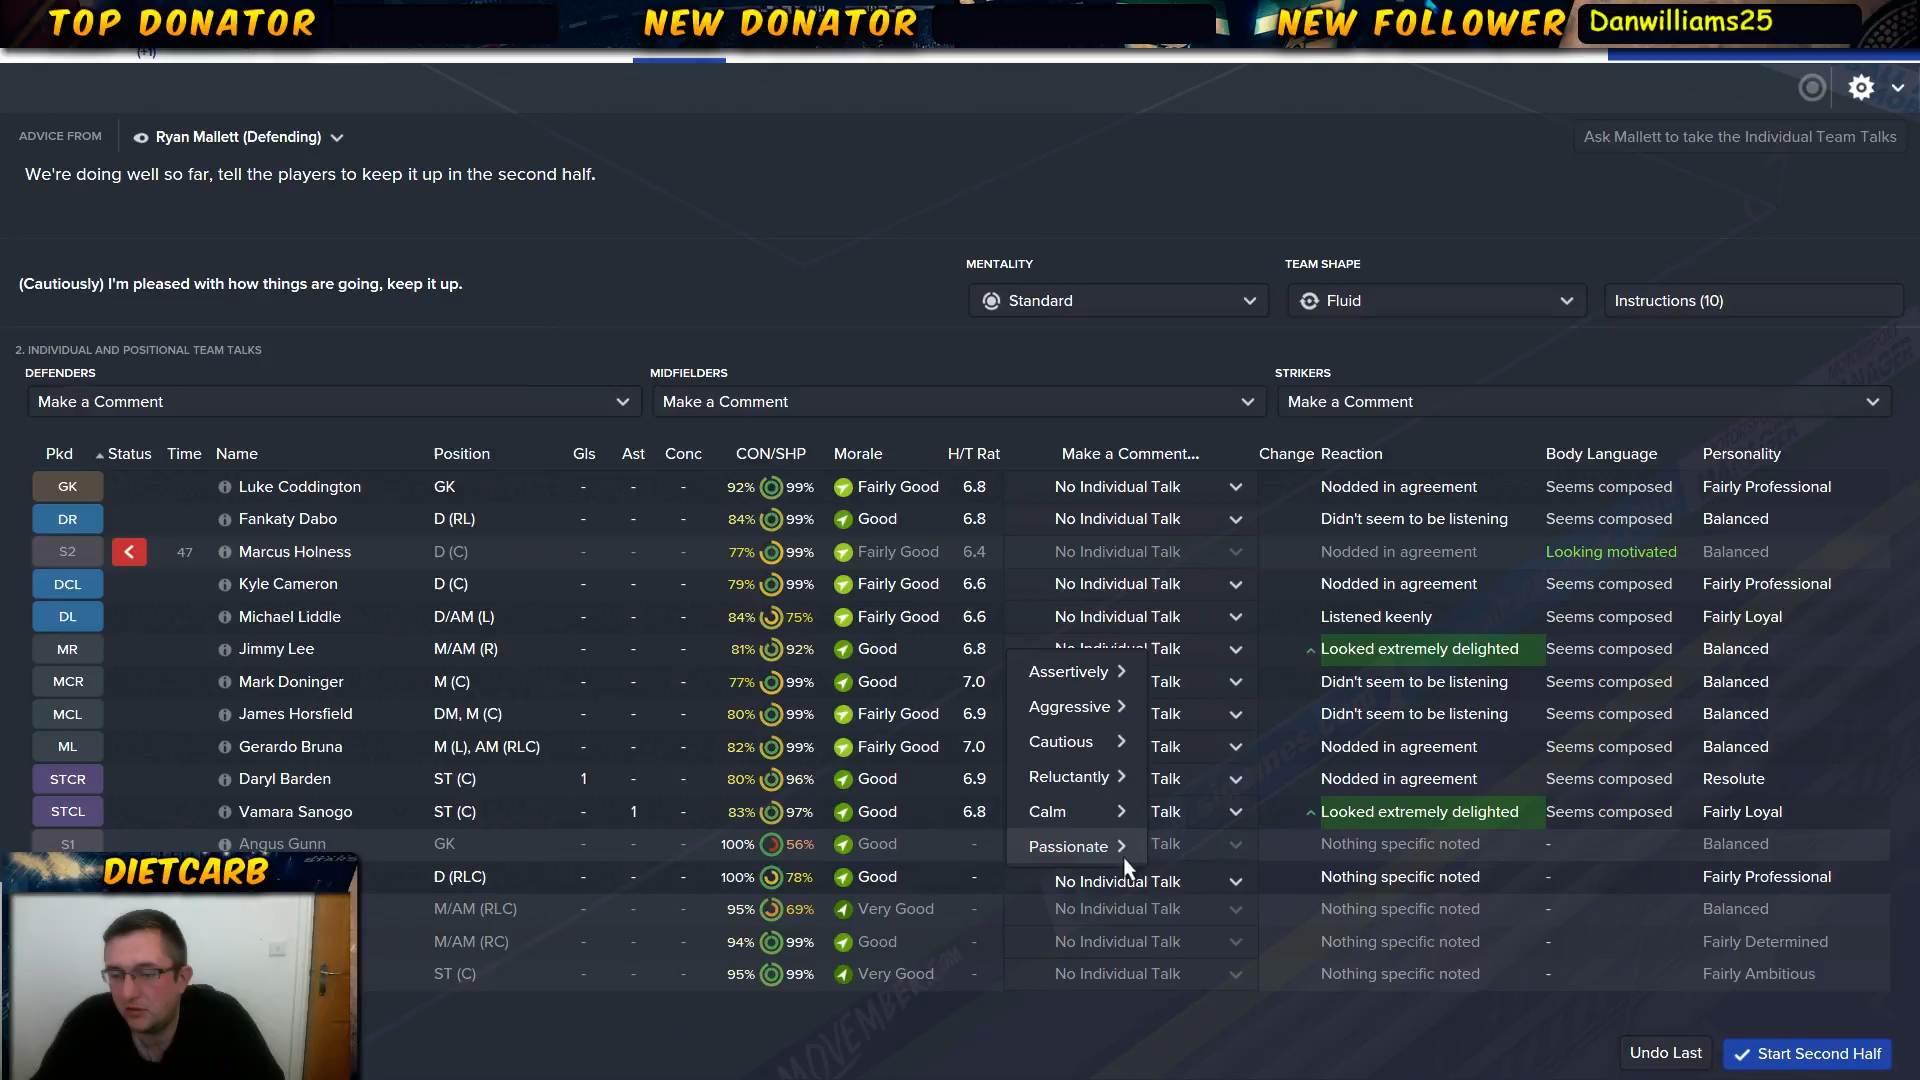 TOP DONATOR
NEW DONATOR
NEW FOLLOWER
Danwilliams25
(+1)
ADVICE FROM
Ryan Mallett (Defending)
Ask Mallett to take the Individual Team Talks
We're doing well so far, tell the players to keep it up in the second half.
MENTALITY
TEAM SHAPE
(Cautiously) I'm pleased with how things are going, keep it up.
Standard
Fluid
Instructions (10)
2. INDIVIDUAL AND POSITIONAL TEAM TALKS
DEFENDERS
MIDFIELDERS
STRIKERS
Make a Comment
Make a Comment
Make a Comment
Pkd Status Time Name Position Gls Ast Conc CON/SHP Morale H/T Rat Make a Comment... Change Reaction Body Language Personality
GK Luke Coddington GK - - - 92% 99% Fairly Good 6.8 No Individual Talk Nodded in agreement Seems composed Fairly Professional
DR Fankaty Dabo D (RL) - - - 84% 99% Good 6.8 No Individual Talk Didn't seem to be listening Seems composed Balanced
S2 47 Marcus Holness D (C) - - - 77% 99% Fairly Good 6.4 No Individual Talk Nodded in agreement Looking motivated Balanced
DCL Kyle Cameron D (C) - - - 79% 99% Fairly Good 6.6 No Individual Talk Nodded in agreement Seems composed Fairly Professional
DL Michael Liddle D/AM (L) - - - 84% 75% Fairly Good 6.6 No Individual Talk Listened keenly Seems composed Fairly Loyal
MR Jimmy Lee M/AM (R) - - - 81% 92% Good 6.8 Talk Looked extremely delighted Seems composed Balanced
Assertively
MCR Mark Doninger M (C) - - - 77% 99% Good 7.0 Talk Didn't seem to be listening Seems composed Balanced
Aggressive
MCL James Horsfield DM, M (C) - - - 80% 99% Fairly Good 6.9 Talk Didn't seem to be listening Seems composed Balanced
Cautious
ML Gerardo Bruna M (L), AM (RLC) - - - 82% 99% Fairly Good 7.0 Talk Nodded in agreement Seems composed Balanced
Reluctantly
STCR Daryl Barden ST (C) 1 - - 80% 96% Good 6.9 Talk Nodded in agreement Seems composed Resolute
Calm
STCL Vamara Sanogo ST (C) - 1 - 83% 97% Good 6.8 Talk Looked extremely delighted Seems composed Fairly Loyal
Passionate
S1 Angus Gunn GK - - - 100% 56% Good - Talk Nothing specific noted - Balanced
D (RLC) - - - 100% 78% Good - No Individual Talk Nothing specific noted - Fairly Professional
M/AM (RLC) - - - 95% 69% Very Good - No Individual Talk Nothing specific noted - Balanced
M/AM (RC) - - - 94% 99% Good - No Individual Talk Nothing specific noted - Fairly Determined
ST (C) - - - 95% 99% Very Good - No Individual Talk Nothing specific noted - Fairly Ambitious
DIETCARB
MOVEMBER.COM
Undo Last
Start Second Half